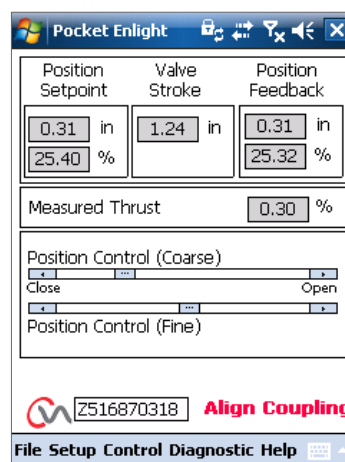 Pocket Enlight
Position Setpoint
Valve Stroke
Position Feedback
0.31 in
1.24 in
0.31 in
25.40 %
25.32 %
Measured Thrust 0.30 %
Position Control (Coarse)
Close Open
Position Control (Fine)
Z516870318 Align Coupling
File Setup Control Diagnostic Help